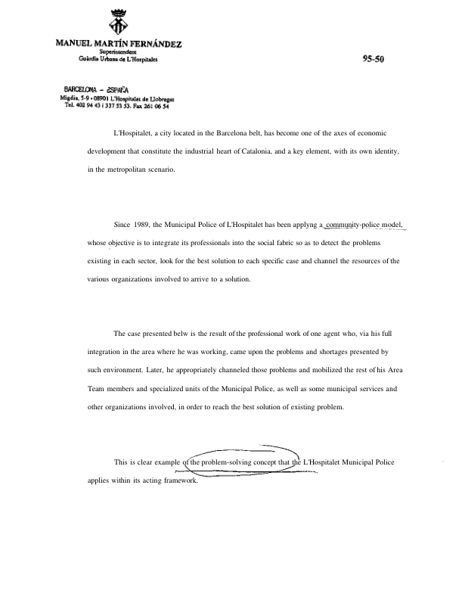 MANUEL MARTÍN FERNÁNDEZ
Superintendent
Guàrdia Urbana de L'Hospitalet
95-50
BARCELONA - ESPAÑA
Migdia, 5-9 - 08901 L'Hospitalet de Llobregat
Tel. 402 94 43 / 337 53 53. Fax 261 06 54
L'Hospitalet, a city located in the Barcelona belt, has become one of the axes of economic
development that constitute the industrial heart of Catalonia, and a key element, with its own identity,
in the metropolitan scenario.
Since 1989, the Municipal Police of L'Hospitalet has been applyng a community-police model,
whose objective is to integrate its professionals into the social fabric so as to detect the problems
existing in each sector, look for the best solution to each specific case and channel the resources of the
various organizations involved to arrive to a solution.
The case presented belw is the result of the professional work of one agent who, via his full
integration in the area where he was working, came upon the problems and shortages presented by
such environment. Later, he appropriately channeled those problems and mobilized the rest of his Area
Team members and specialized units of the Municipal Police, as well as some municipal services and
other organizations involved, in order to reach the best solution of existing problem.
This is clear example of the problem-solving concept that the L'Hospitalet Municipal Police
applies within its acting framework.